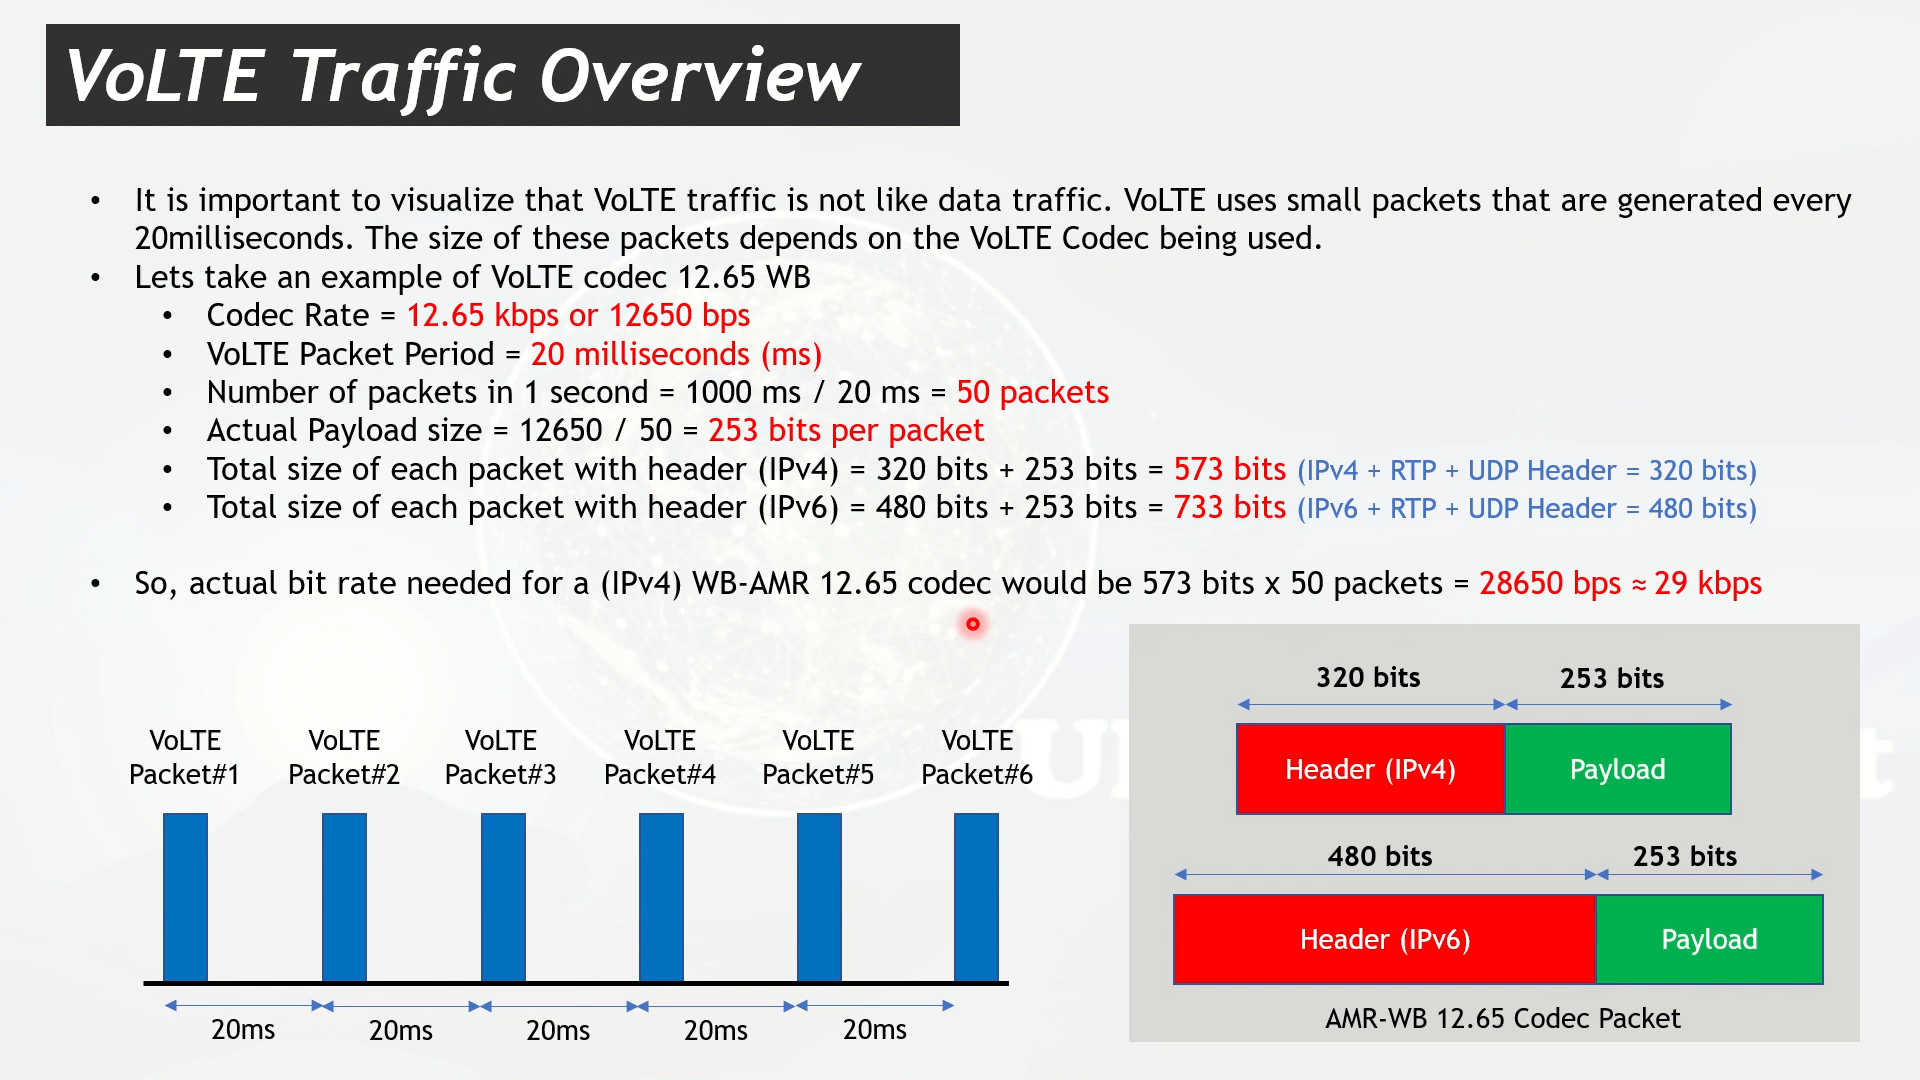 VoLTE Traffic Overview
• It is important to visualize that VoLTE traffic is not like data traffic. VoLTE uses small packets that are generated every
20milliseconds. The size of these packets depends on the VoLTE Codec being used.
• Lets take an example of VoLTE codec 12.65 WB
• Codec Rate = 12.65 kbps or 12650 bps
• VoLTE Packet Period = 20 milliseconds (ms)
• Number of packets in 1 second = 1000 ms / 20 ms = 50 packets
• Actual Payload size = 12650 / 50 = 253 bits per packet
• Total size of each packet with header (IPv4) = 320 bits + 253 bits = 573 bits (IPv4 + RTP + UDP Header = 320 bits)
• Total size of each packet with header (IPv6) = 480 bits + 253 bits = 733 bits (IPv6 + RTP + UDP Header = 480 bits)
• So, actual bit rate needed for a (IPv4) WB-AMR 12.65 codec would be 573 bits x 50 packets = 28650 bps ≈ 29 kbps
VoLTE Packet#1
VoLTE Packet#2
VoLTE Packet#3
VoLTE Packet#4
VoLTE Packet#5
VoLTE Packet#6
20ms
20ms
20ms
20ms
20ms
320 bits
253 bits
Header (IPv4)
Payload
480 bits
253 bits
Header (IPv6)
Payload
AMR-WB 12.65 Codec Packet